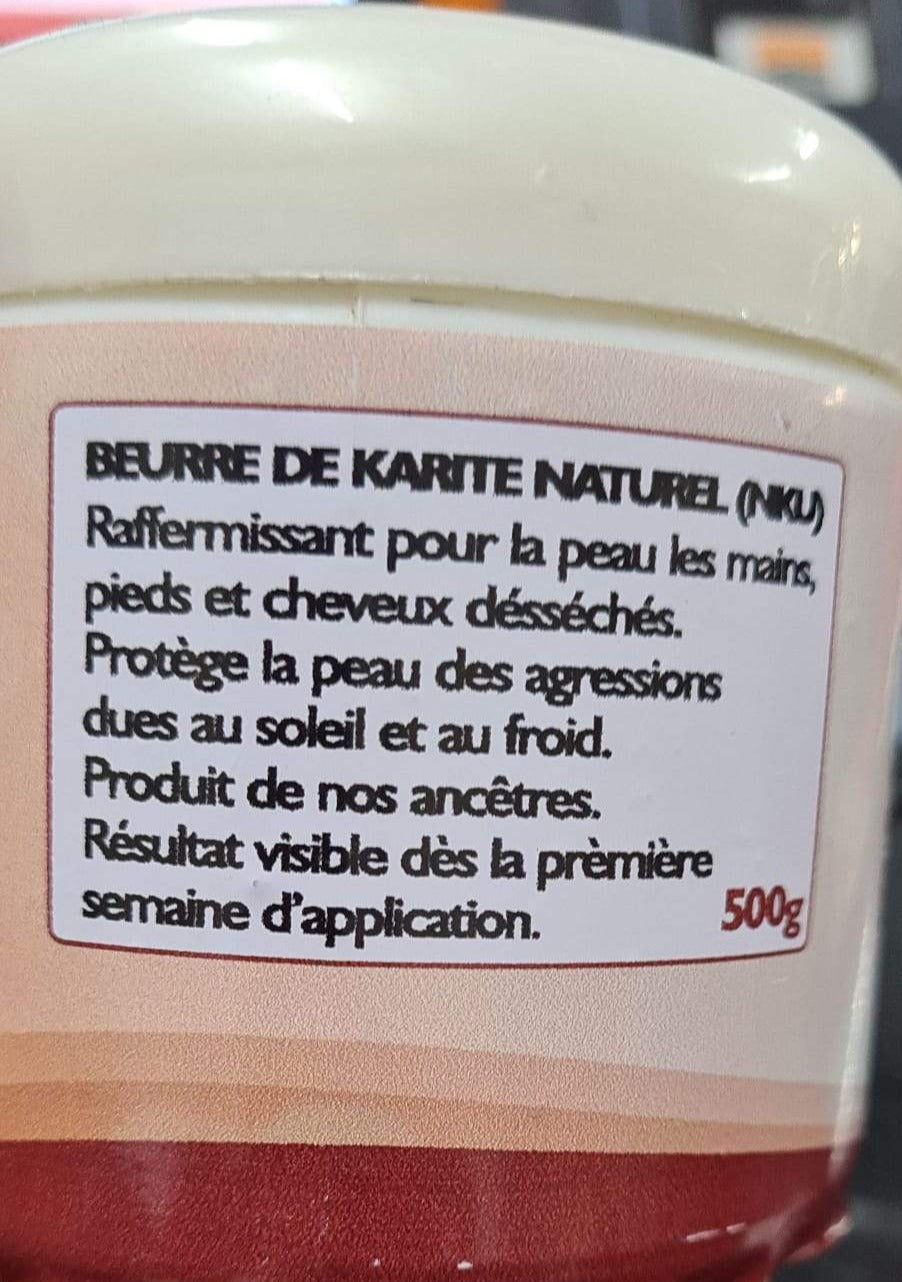 BEURRE DE KARITE NATUREL (NKU)
Raffermissant pour la peau les mains,
pieds et cheveux désséchés.
Protège la peau des agressions
dues au soleil et au froid.
Produit de nos ancêtres.
Résultat visible dès la prèmière
semaine d'application.
500g